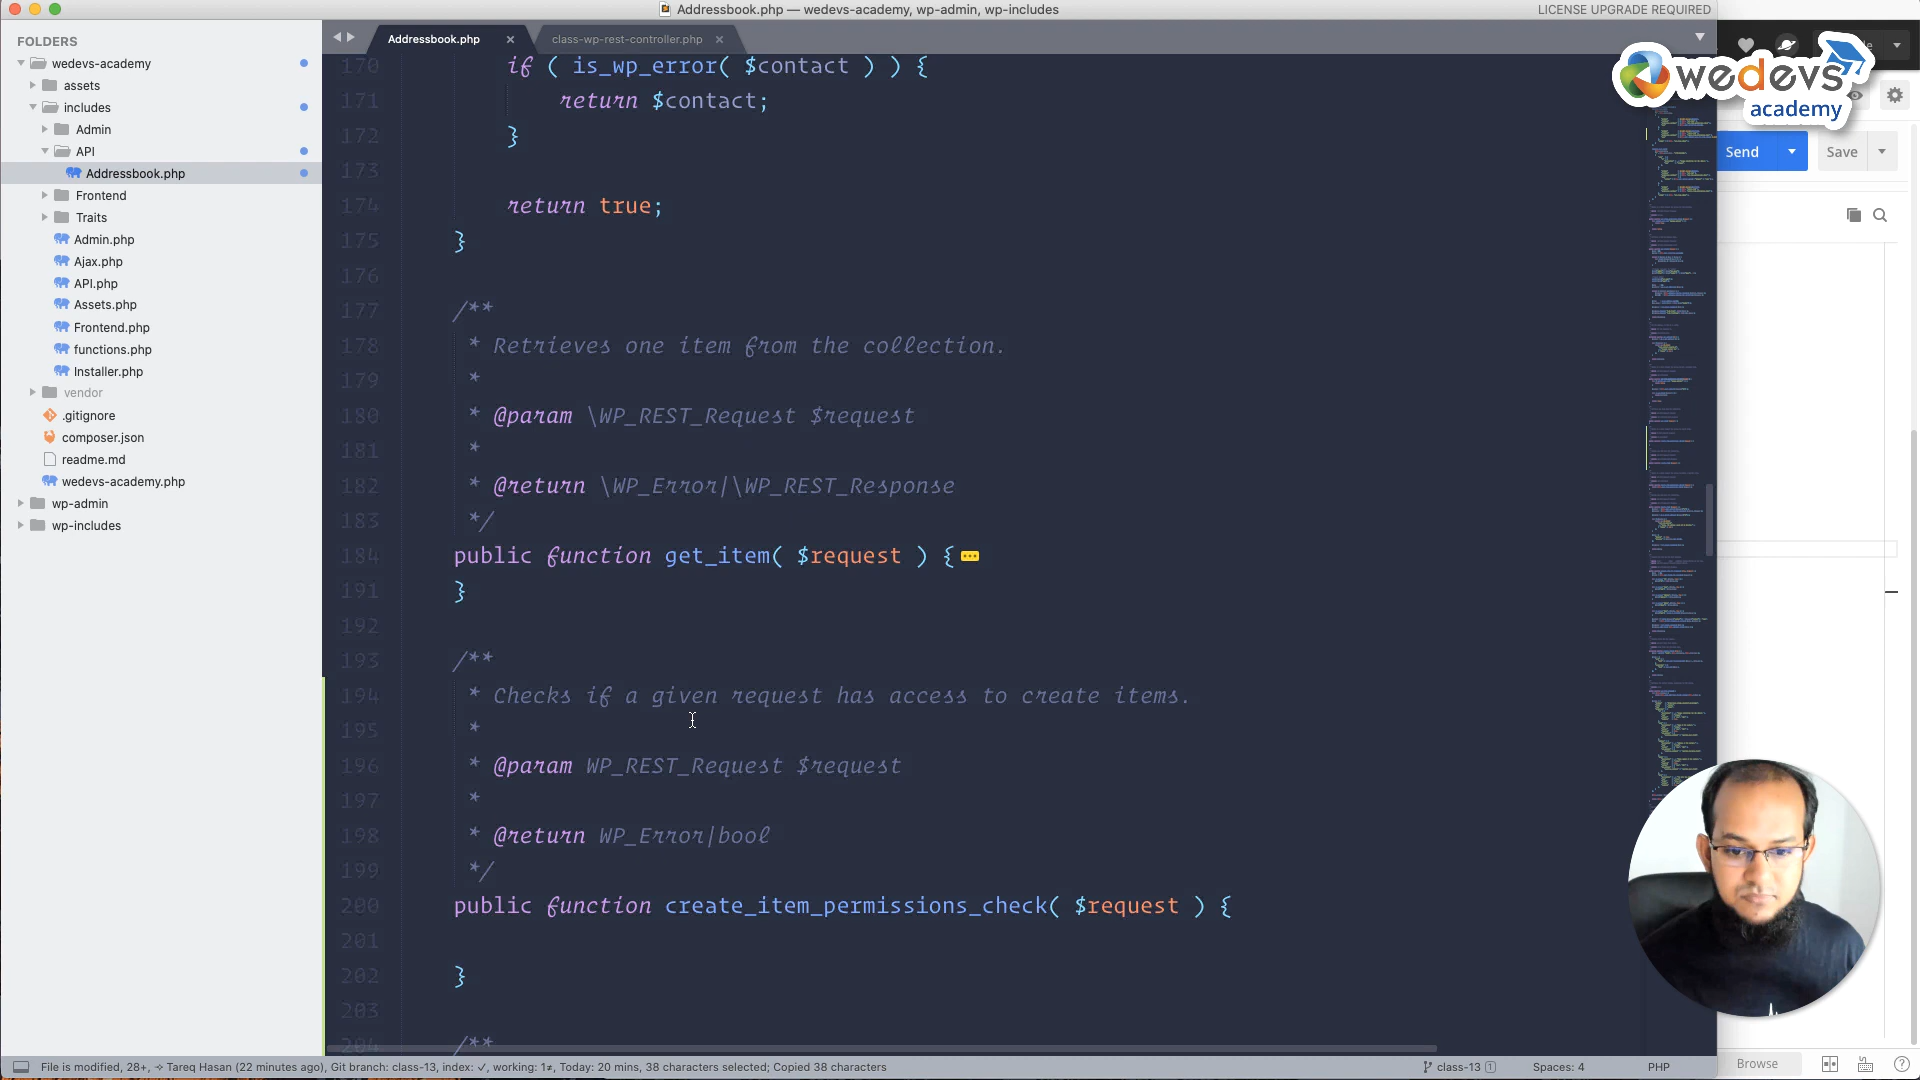 Addressbook.php — wedevs-academy, wp-admin, wp-includes
LICENSE UPGRADE REQUIRED
FOLDERS
wedevs-academy
assets
includes
Admin
API
Addressbook.php
Frontend
Traits
Admin.php
Ajax.php
API.php
Assets.php
Frontend.php
functions.php
Installer.php
vendor
.gitignore
composer.json
readme.md
wedevs-academy.php
wp-admin
wp-includes
Addressbook.php
class-wp-rest-controller.php
170 if ( is_wp_error( $contact ) ) {
171 return $contact;
172 }
173
174 return true;
175 }
176
177 /**
178 * Retrieves one item from the collection.
179 *
180 * @param \WP_REST_Request $request
181 *
182 * @return \WP_Error|\WP_REST_Response
183 */
184 public function get_item( $request ) {
191 }
192
193 /**
194 * Checks if a given request has access to create items.
195 *
196 * @param WP_REST_Request $request
197 *
198 * @return WP_Error|bool
199 */
200 public function create_item_permissions_check( $request ) {
201
202 }
203
204 /**
wedevs
academy
Send
Save
Browse
File is modified, 28+, Tareq Hasan (22 minutes ago), Git branch: class-13, index: ✓, working: 1≠, Today: 20 mins, 38 characters selected; Copied 38 characters
class-13 1
Spaces: 4
PHP